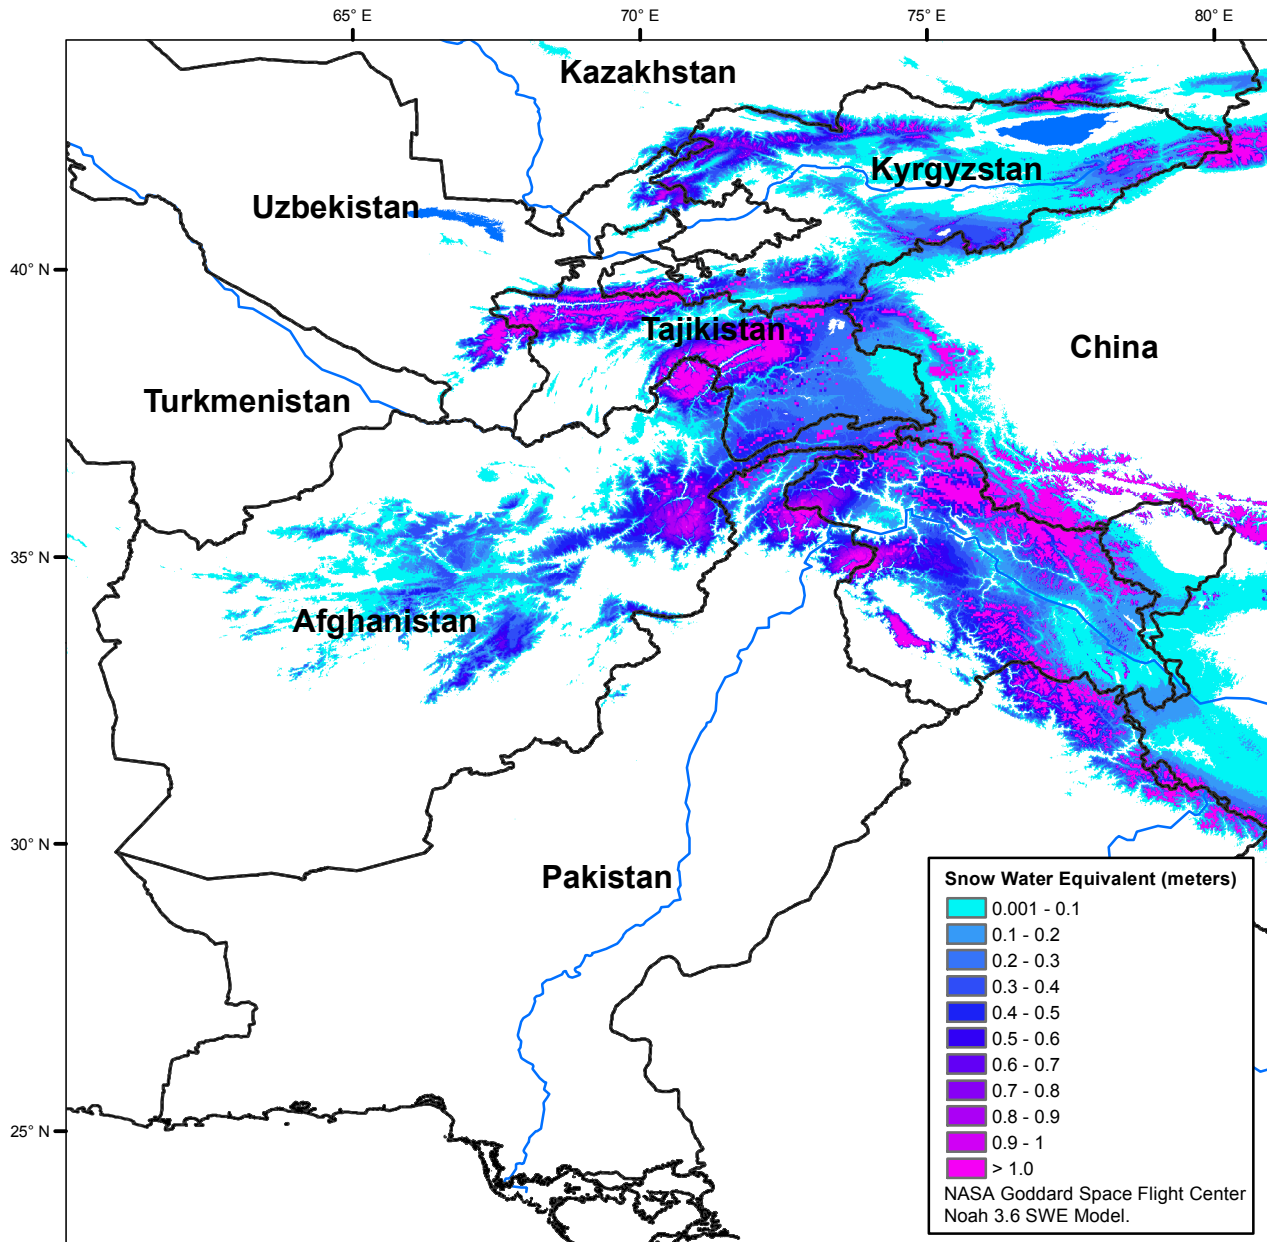 65° E
70° E
75° E
80° E
Kazakhstan
Kyrgyzstan
Uzbekistan
40° N
Tajikistan
China
Turkmenistan
35° N
Afghanistan
30° N
Pakistan
25° N
Snow Water Equivalent (meters)
0.001 - 0.1
0.1 - 0.2
0.2 - 0.3
0.3 - 0.4
0.4 - 0.5
0.5 - 0.6
0.6 - 0.7
0.7 - 0.8
0.8 - 0.9
0.9 - 1
> 1.0
NASA Goddard Space Flight Center
Noah 3.6 SWE Model.